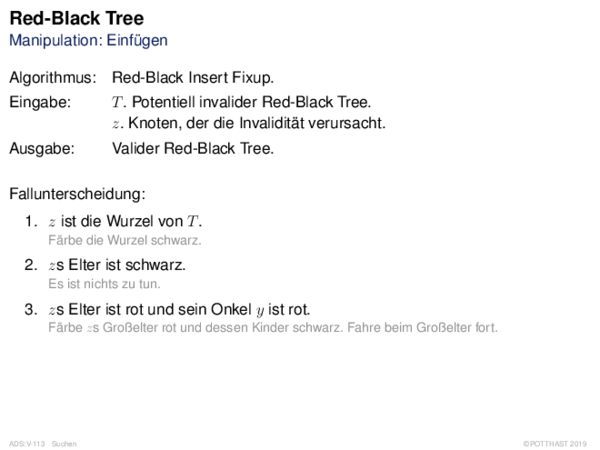 Red-Black Tree
Manipulation: Einfügen
Algorithmus: Red-Black Insert Fixup.
Eingabe: T. Potentiell invalider Red-Black Tree.
z. Knoten, der die Invalidität verursacht.
Ausgabe: Valider Red-Black Tree.
Fallunterscheidung:
1. z ist die Wurzel von T.
Färbe die Wurzel schwarz.
2. zs Elter ist schwarz.
Es ist nichts zu tun.
3. zs Elter ist rot und sein Onkel y ist rot.
Färbe zs Großelter rot und dessen Kinder schwarz. Fahre beim Großelter fort.
ADS:V-113 Suchen ©POTTHAST 2019